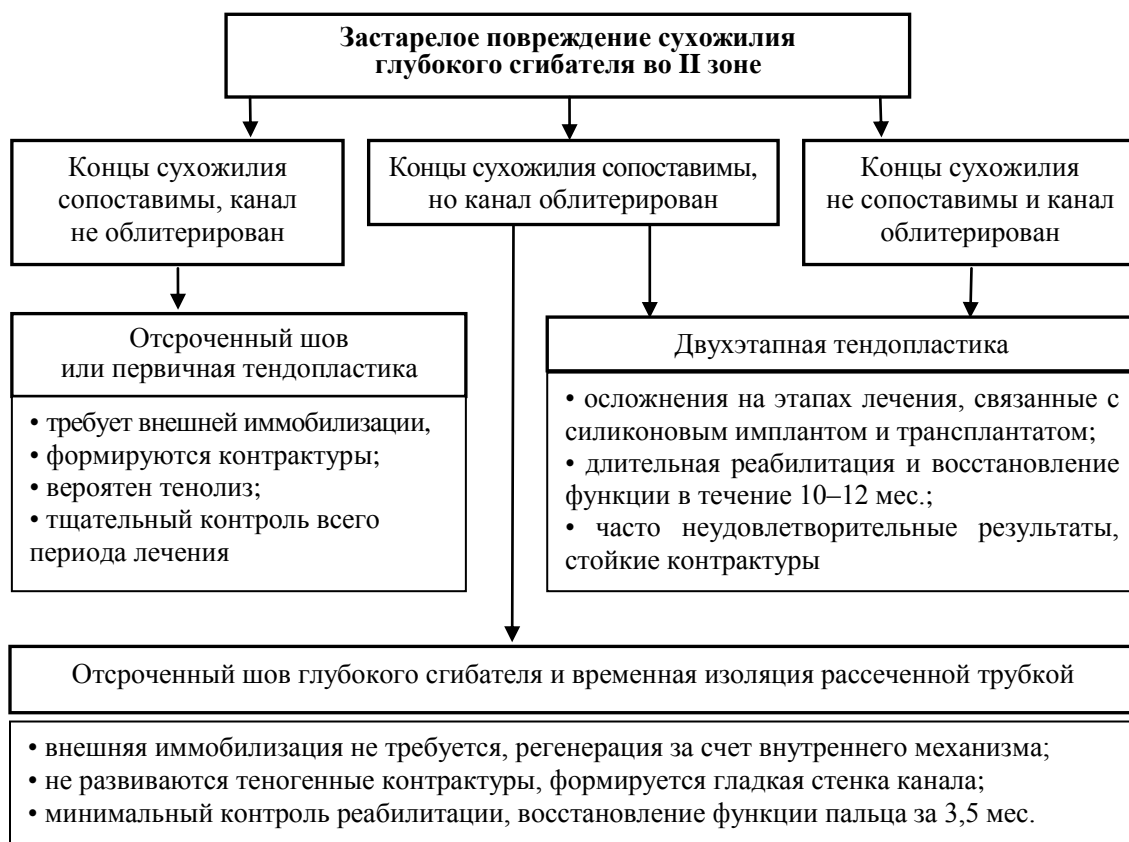 Застарелое повреждение сухожилия
глубокого сгибателя во II зоне
Концы сухожилия
сопоставимы, канал
не облитерирован
Концы сухожилия сопоставимы,
но канал облитерирован
Концы сухожилия
не сопоставимы и канал
облитерирован
Отсроченный шов
или первичная тендопластика
• требует внешней иммобилизации,
• формируются контрактуры;
• вероятен тенолиз;
• тщательный контроль всего
периода лечения
Двухэтапная тендопластика
• осложнения на этапах лечения, связанные с
силиконовым имплантом и трансплантатом;
• длительная реабилитация и восстановление
функции в течение 10–12 мес.;
• часто неудовлетворительные результаты,
стойкие контрактуры
Отсроченный шов глубокого сгибателя и временная изоляция рассеченной трубкой
• внешняя иммобилизация не требуется, регенерация за счет внутреннего механизма;
• не развиваются теногенные контрактуры, формируется гладкая стенка канала;
• минимальный контроль реабилитации, восстановление функции пальца за 3,5 мес.